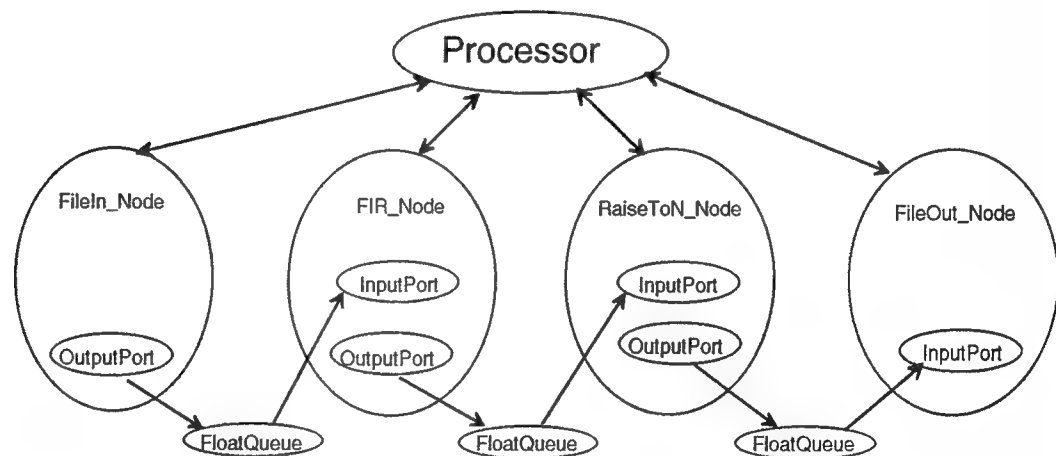 Processor
FileIn_Node
FIR_Node
RaiseToN_Node
FileOut_Node
InputPort
InputPort
OutputPort
OutputPort
OutputPort
InputPort
FloatQueue
FloatQueue
FloatQueue